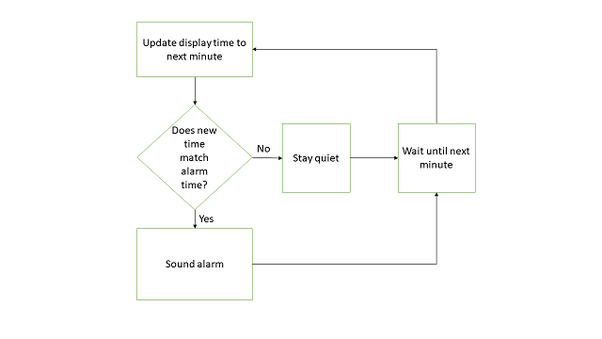 Update display time to
next minute
Does new
time
match
alarm
time?
No
Stay quiet
Wait until next
minute
Yes
Sound alarm